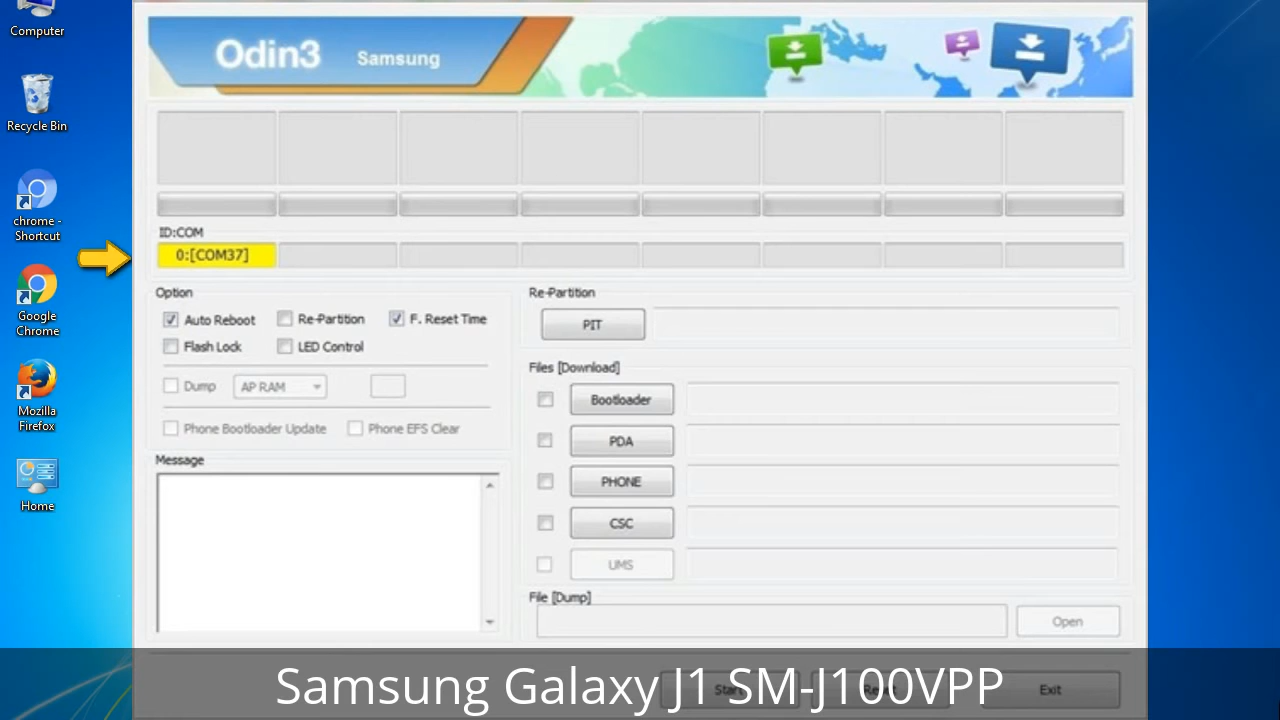 Computer
Recycle Bin
chrome -
Shortcut
Google
Chrome
Mozilla
Firefox
Home
Odin3 Samsung
ID:COM
0:[COM37]
Option
Auto Reboot Re-Partition F. Reset Time
Flash Lock LED Control
Dump AP RAM
Phone Bootloader Update Phone EFS Clear
Message
Re-Partition
PIT
Files [Download]
Bootloader
PDA
PHONE
CSC
UMS
File [Dump]
Open
Start Reset Exit
Samsung Galaxy J1 SM-J100VPP